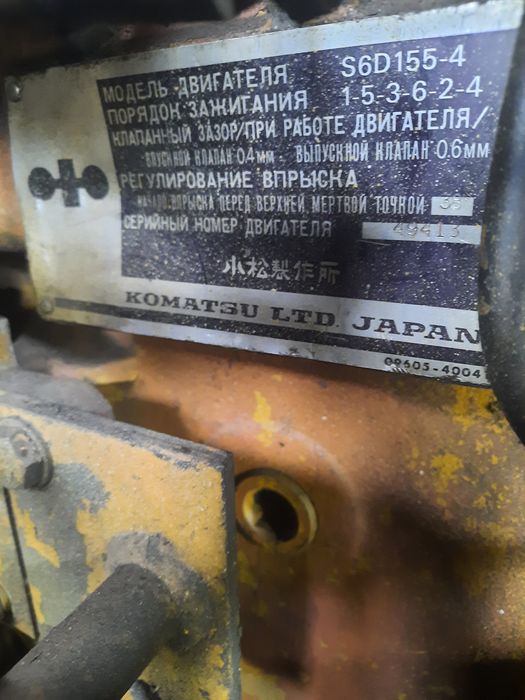 МОДЕЛЬ ДВИГАТЕЛЯ S6D155-4
ПОРЯДОК ЗАЖИГАНИЯ 1-5-3-6-2-4
КЛАПАННЫЙ ЗАЗОР/ПРИ РАБОТЕ ДВИГАТЕЛЯ/
ВПУСКНОЙ КЛАПАН 0.4мм ВЫПУСКНОЙ КЛАПАН 0.6мм
РЕГУЛИРОВАНИЕ ВПРЫСКА
НАЧАЛО ВПРЫСКА ПЕРЕД ВЕРХНЕЙ МЕРТВОЙ ТОЧКОЙ
СЕРИЙНЫЙ НОМЕР ДВИГАТЕЛЯ 49413
小松製作所
KOMATSU LTD. JAPAN
09605-4004